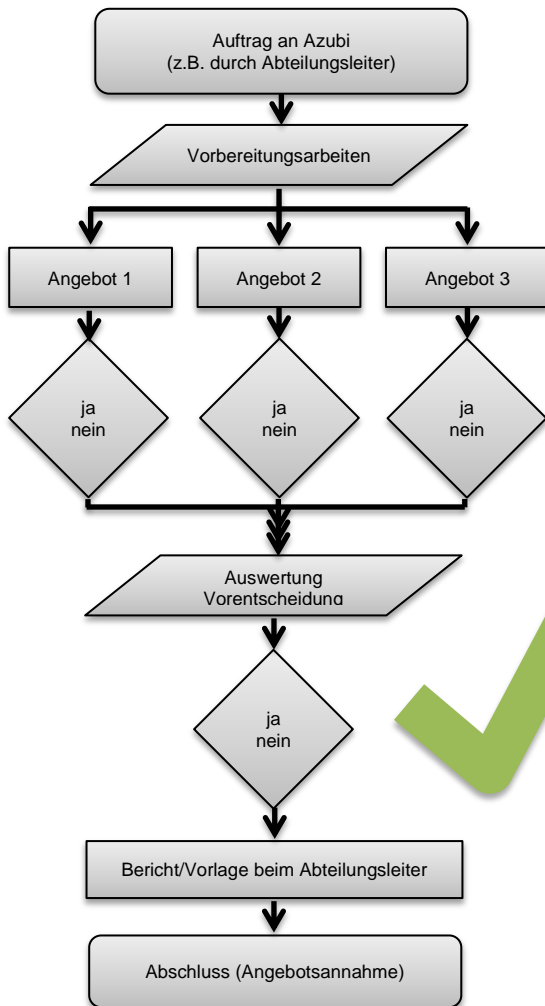 Auftrag an Azubi
(z.B. durch Abteilungsleiter)
Vorbereitungsarbeiten
Angebot 1
Angebot 2
Angebot 3
ja
nein
ja
nein
ja
nein
Auswertung
Vorentscheidung
ja
nein
Bericht/Vorlage beim Abteilungsleiter
Abschluss (Angebotsannahme)